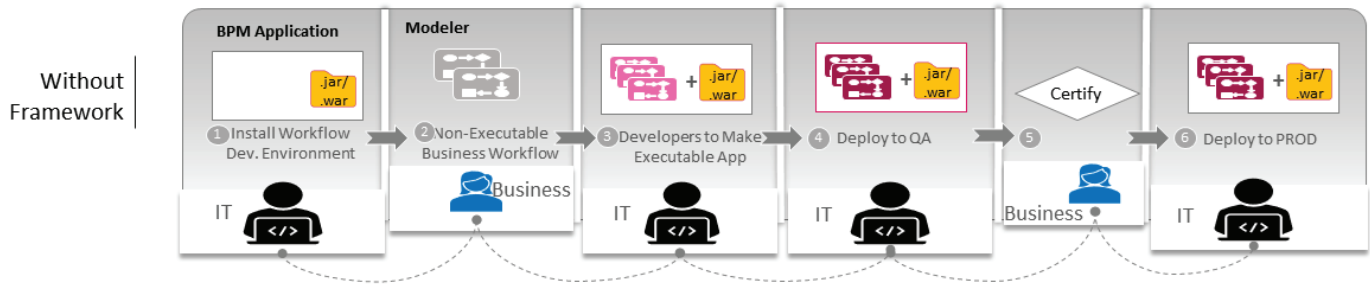 Without
Framework
BPM Application
.jar/
.war
1 Install Workflow
Dev. Environment
IT
</>
Modeler
2 Non-Executable
Business Workflow
Business
+
.jar/
.war
3 Developers to Make
Executable App
IT
</>
+
.jar/
.war
4 Deploy to QA
IT
</>
Certify
5
Business
+
.jar/
.war
6 Deploy to PROD
IT
</>